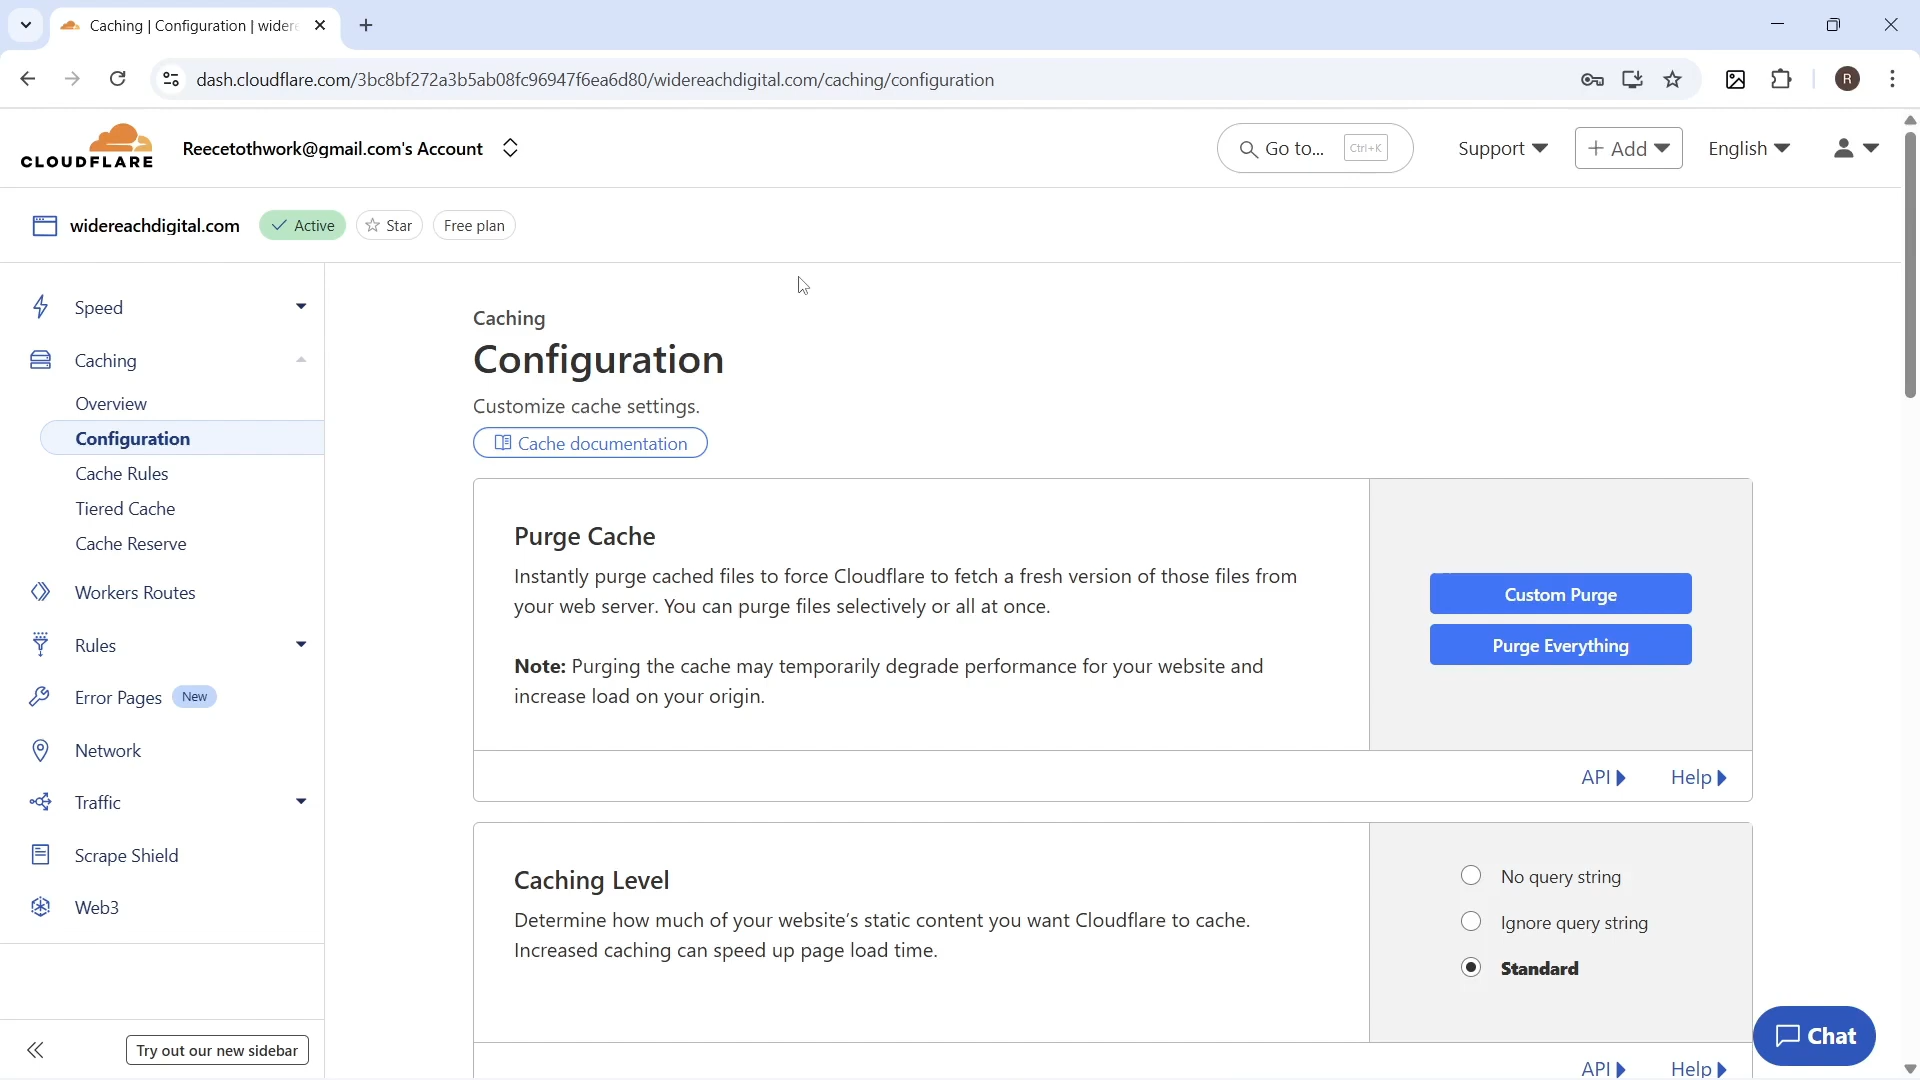 Caching | Configuration | widere
dash.cloudflare.com/3bc8bf272a3b5ab08fc96947f6ea6d80/widereachdigital.com/caching/configuration
R
CLOUDFLARE
Reecetothwork@gmail.com's Account
Go to...
Ctrl+K
Support
+ Add
English
widereachdigital.com
Active
Star
Free plan
Speed
Caching
Overview
Configuration
Cache Rules
Tiered Cache
Cache Reserve
Workers Routes
Rules
Error Pages
New
Network
Traffic
Scrape Shield
Web3
Try out our new sidebar
Caching
Configuration
Customize cache settings.
Cache documentation
Purge Cache
Instantly purge cached files to force Cloudflare to fetch a fresh version of those files from
your web server. You can purge files selectively or all at once.
Note: Purging the cache may temporarily degrade performance for your website and
increase load on your origin.
Custom Purge
Purge Everything
API
Help
Caching Level
Determine how much of your website's static content you want Cloudflare to cache.
Increased caching can speed up page load time.
No query string
Ignore query string
Standard
API
Help
Chat